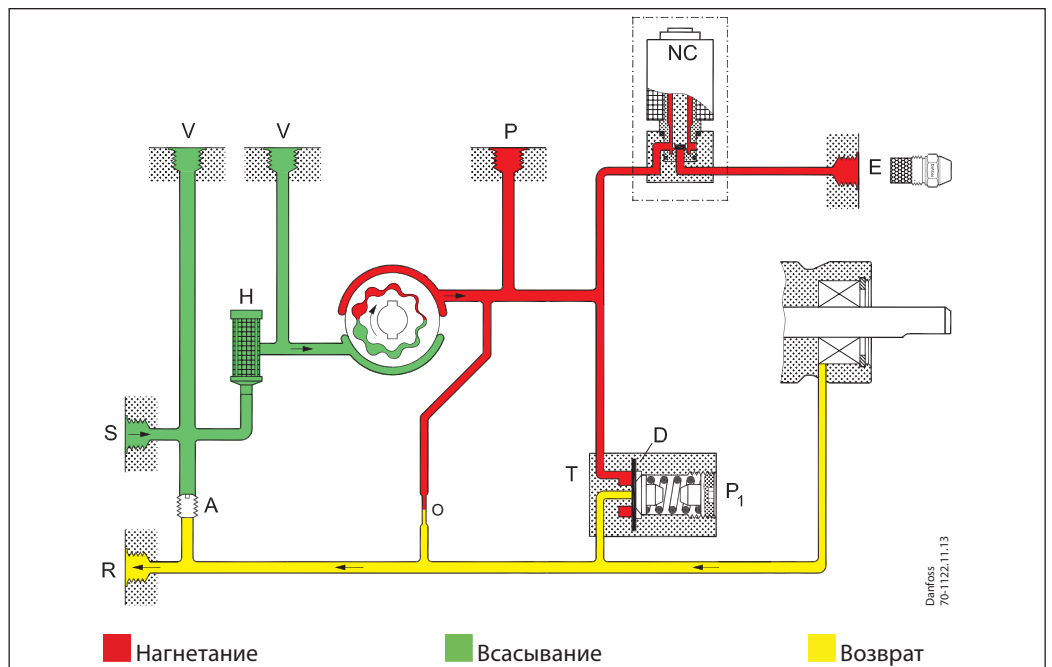 NC
V V P
E
H
S
D
T
P1
A
O
R
Danfoss
70-1122.11.13
Нагнетание Всасывание Возврат